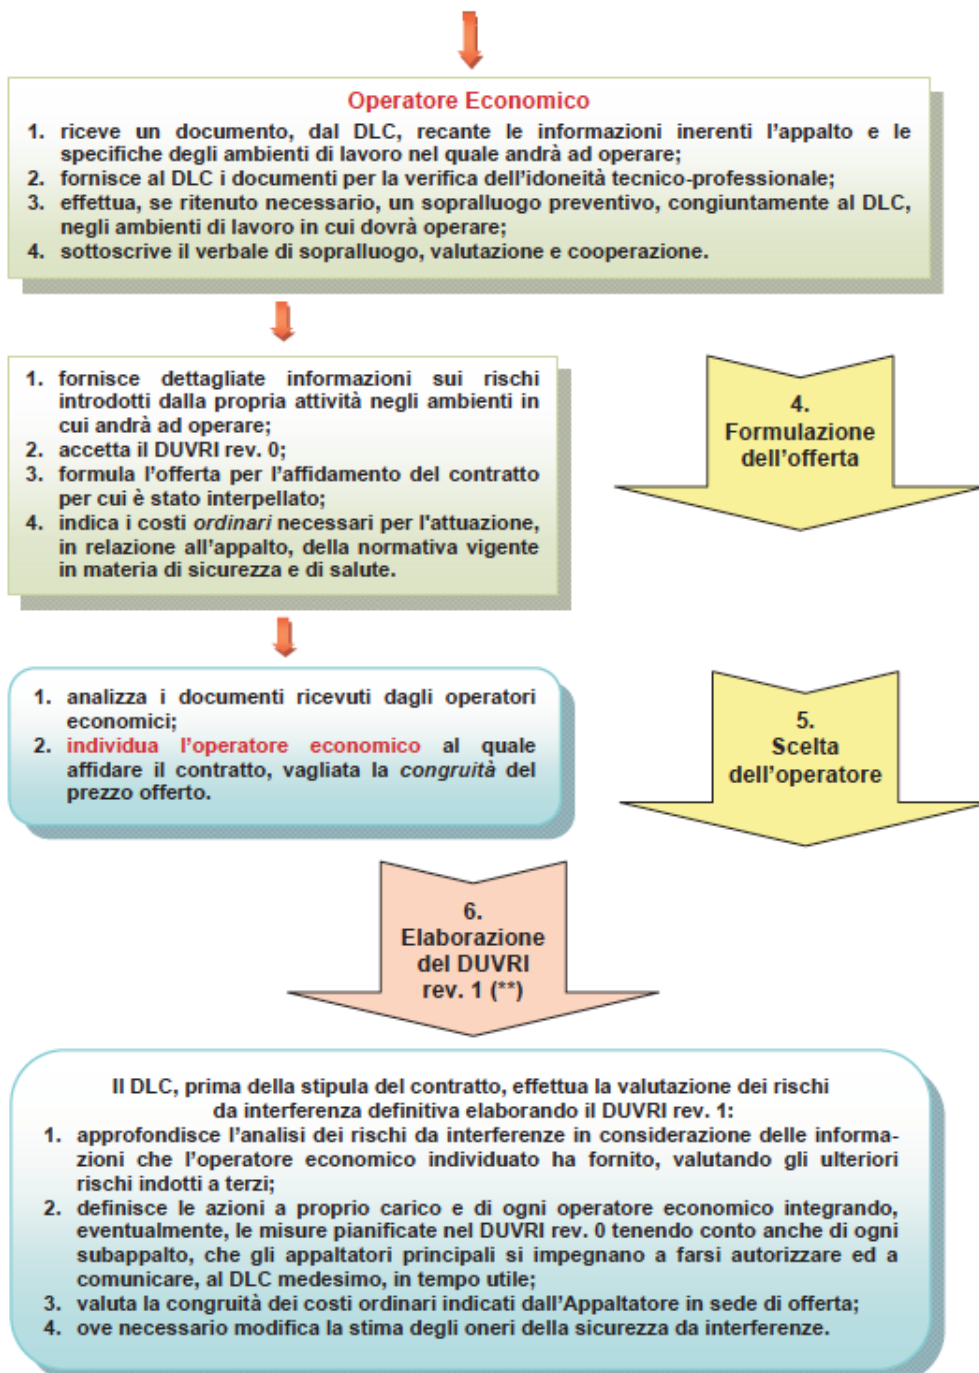 Operatore Economico
1. riceve un documento, dal DLC, recante le informazioni inerenti l'appalto e le
specifiche degli ambienti di lavoro nel quale andrà ad operare;
2. fornisce al DLC i documenti per la verifica dell'idoneità tecnico-professionale;
3. effettua, se ritenuto necessario, un sopralluogo preventivo, congiuntamente al DLC,
negli ambienti di lavoro in cui dovrà operare;
4. sottoscrive il verbale di sopralluogo, valutazione e cooperazione.
1. fornisce dettagliate informazioni sui rischi
introdotti dalla propria attività negli ambienti in
cui andrà ad operare;
2. accetta il DUVRI rev. 0;
3. formula l'offerta per l'affidamento del contratto
per cui è stato interpellato;
4. indica i costi ordinari necessari per l'attuazione,
in relazione all'appalto, della normativa vigente
in materia di sicurezza e di salute.
4.
Formulazione
dell'offerta
1. analizza i documenti ricevuti dagli operatori
economici;
2. individua l'operatore economico al quale
affidare il contratto, vagliata la congruità del
prezzo offerto.
5.
Scelta
dell'operatore
6.
Elaborazione
del DUVRI
rev. 1 (**)
Il DLC, prima della stipula del contratto, effettua la valutazione dei rischi
da interferenza definitiva elaborando il DUVRI rev. 1:
1. approfondisce l'analisi dei rischi da interferenze in considerazione delle informa-
zioni che l'operatore economico individuato ha fornito, valutando gli ulteriori
rischi indotti a terzi;
2. definisce le azioni a proprio carico e di ogni operatore economico integrando,
eventualmente, le misure pianificate nel DUVRI rev. 0 tenendo conto anche di ogni
subappalto, che gli appaltatori principali si impegnano a farsi autorizzare ed a
comunicare, al DLC medesimo, in tempo utile;
3. valuta la congruità dei costi ordinari indicati dall'Appaltatore in sede di offerta;
4. ove necessario modifica la stima degli oneri della sicurezza da interferenze.